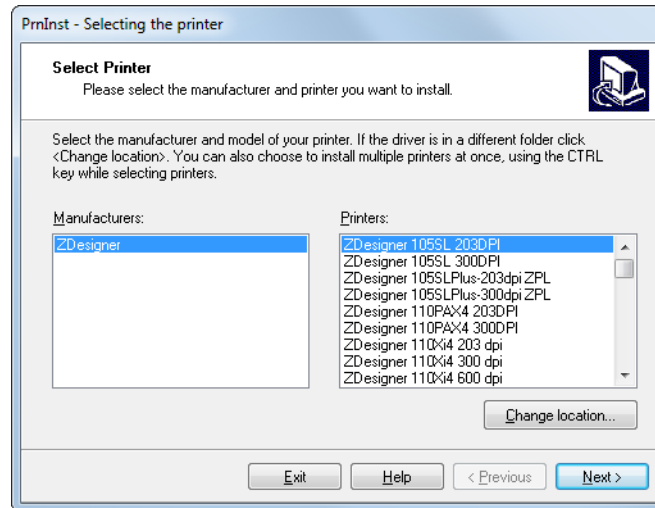 PrnInst - Selecting the printer
Select Printer
Please select the manufacturer and printer you want to install.
Select the manufacturer and model of your printer. If the driver is in a different folder click
<Change location>. You can also choose to install multiple printers at once, using the CTRL
key while selecting printers.
Manufacturers:
ZDesigner
Printers:
ZDesigner 105SL 203DPI
ZDesigner 105SL 300DPI
ZDesigner 105SLPlus-203dpi ZPL
ZDesigner 105SLPlus-300dpi ZPL
ZDesigner 110PAX4 203DPI
ZDesigner 110PAX4 300DPI
ZDesigner 110Xi4 203 dpi
ZDesigner 110Xi4 300 dpi
ZDesigner 110Xi4 600 dpi
Change location...
Exit
Help
< Previous
Next >